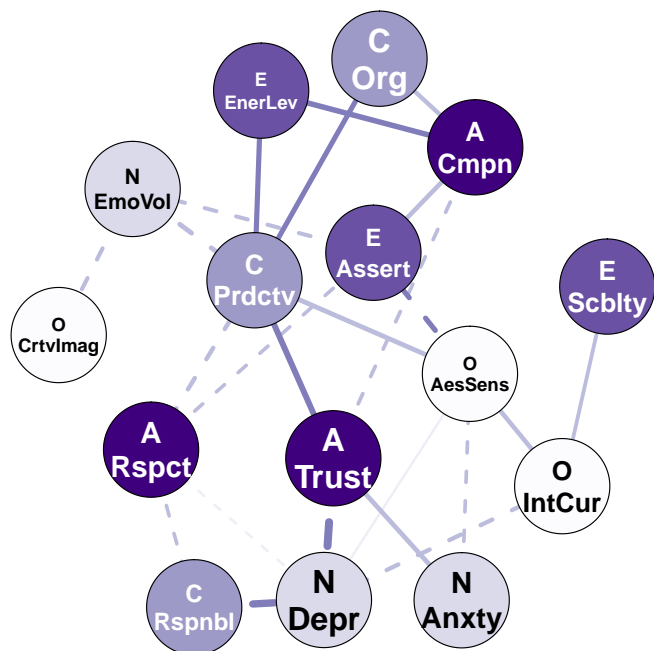 C
Org
E
EnerLev
A
Cmpn
N
EmoVol
E
Assert
C
Prdctv
E
Scblty
O
CrtvImag
O
AesSens
A
Rspct
A
Trust
O
IntCur
C
Rspnbl
N
Depr
N
Anxty